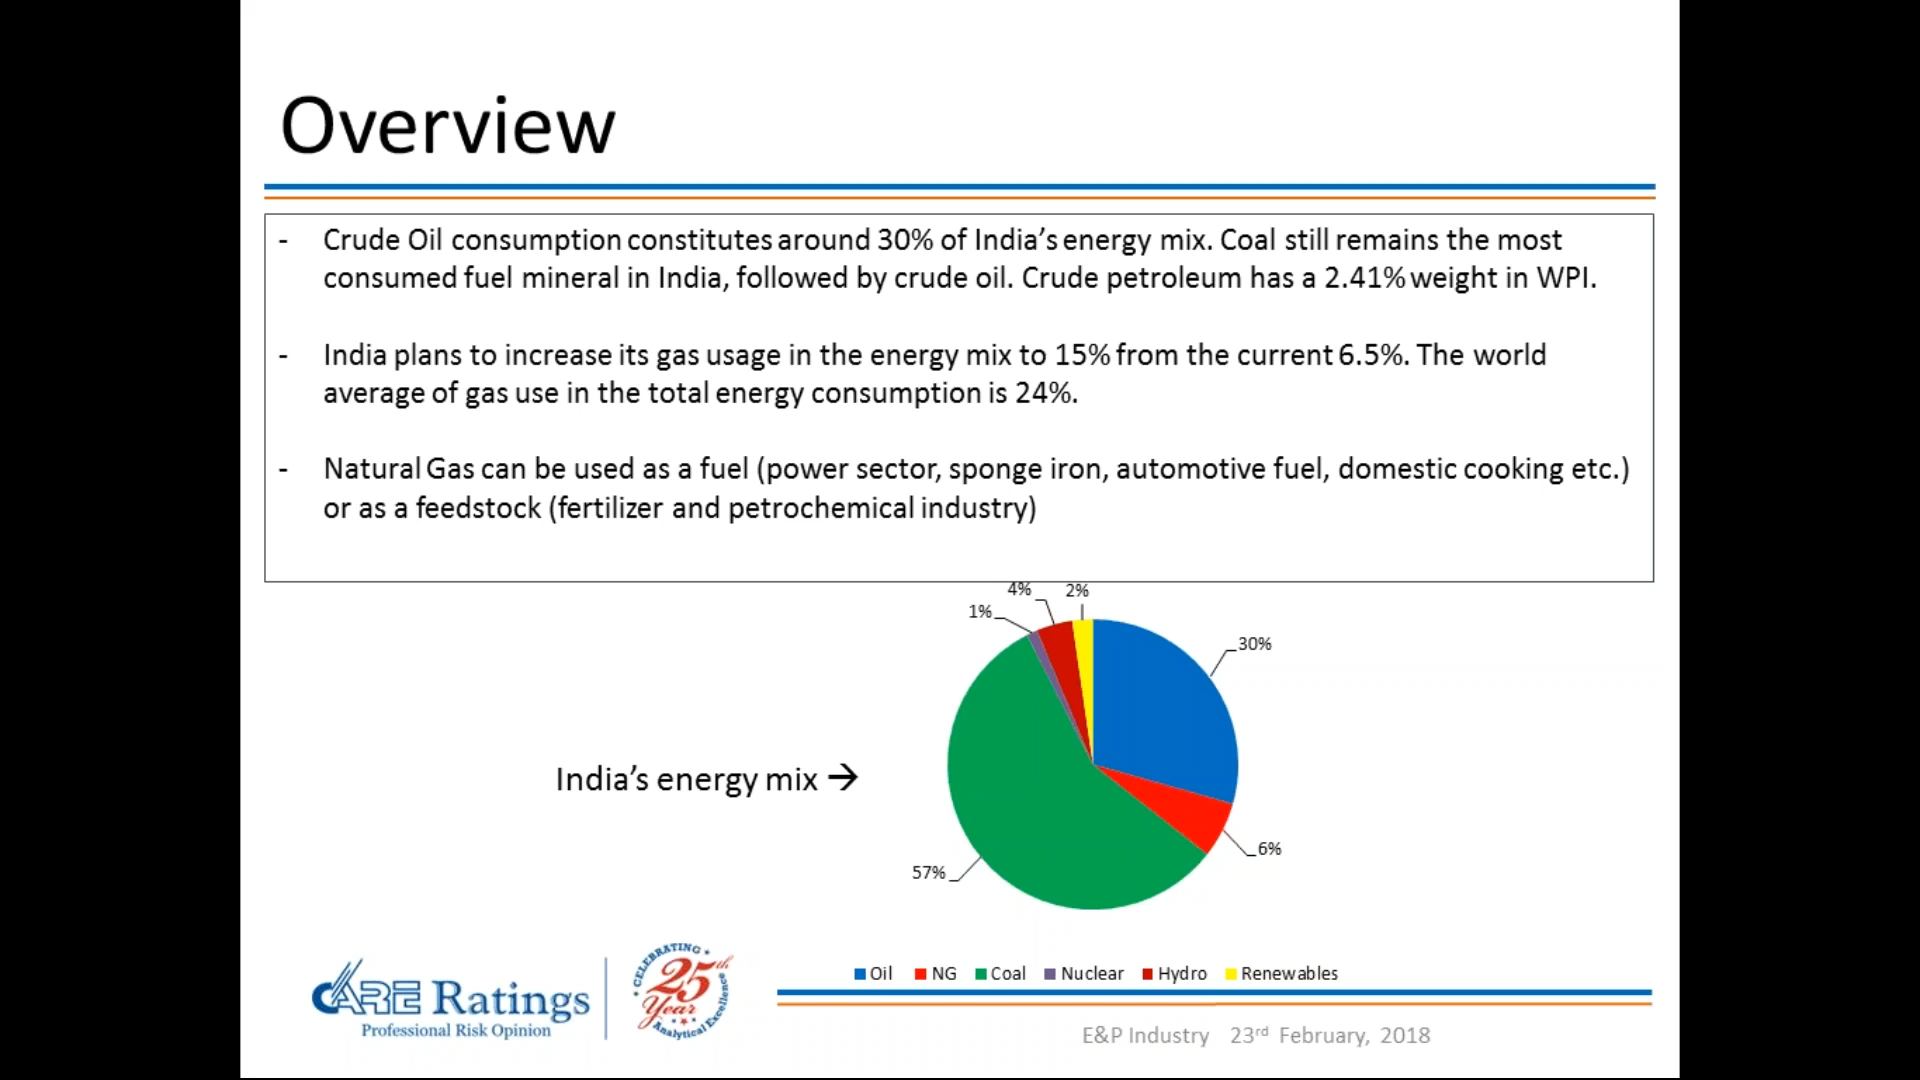 Overview
- Crude Oil consumption constitutes around 30% of India’s energy mix. Coal still remains the most
consumed fuel mineral in India, followed by crude oil. Crude petroleum has a 2.41% weight in WPI.
- India plans to increase its gas usage in the energy mix to 15% from the current 6.5%. The world
average of gas use in the total energy consumption is 24%.
- Natural Gas can be used as a fuel (power sector, sponge iron, automotive fuel, domestic cooking etc.)
or as a feedstock (fertilizer and petrochemical industry)
4% 2%
1%
30%
India’s energy mix →
6%
57%
Oil NG Coal Nuclear Hydro Renewables
CARE Ratings
Professional Risk Opinion
CELEBRATING
25th
Year
Analytical Excellence
E&P Industry 23rd February, 2018